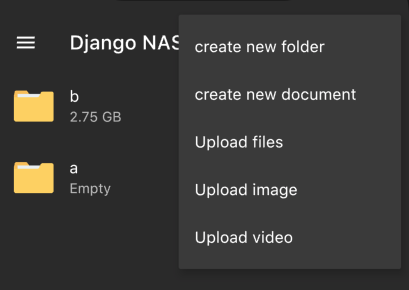 Django NAS
b
2.75 GB
a
Empty
create new folder
create new document
Upload files
Upload image
Upload video